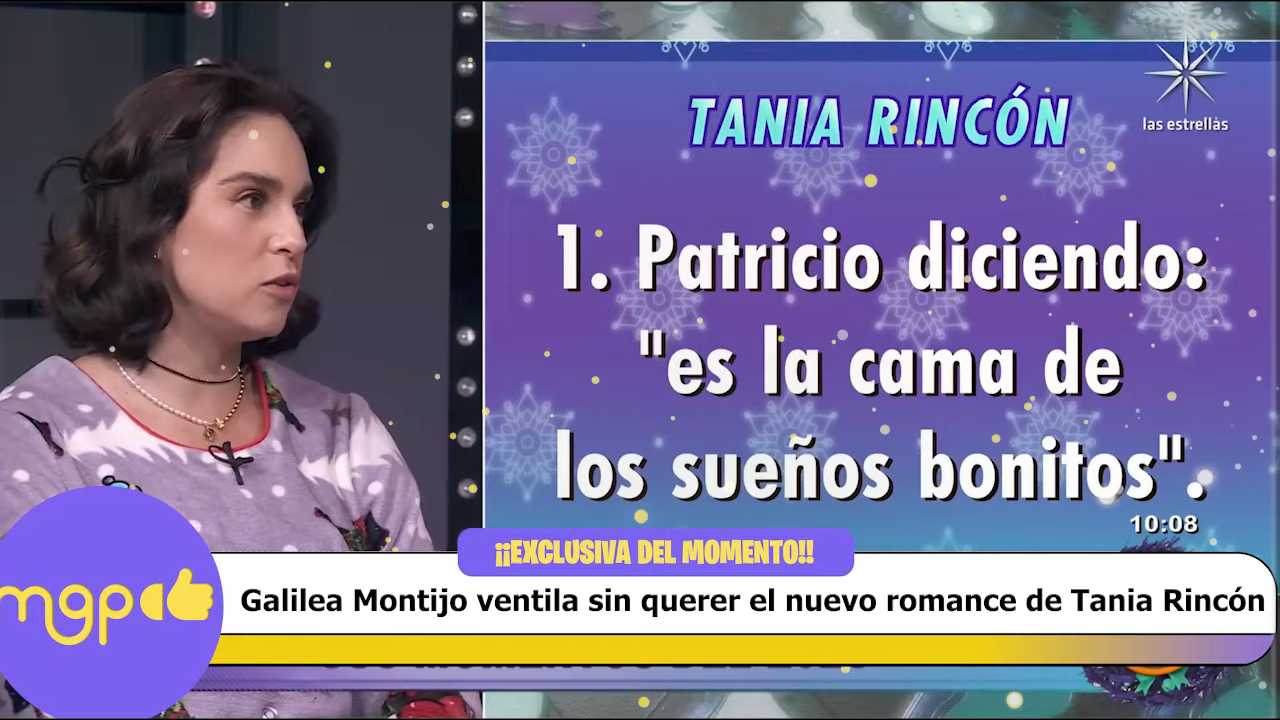 TANIA RINCÓN
las estrellas
1. Patricio diciendo:
"es la cama de
los sueños bonitos".
10:08
¡¡EXCLUSIVA DEL MOMENTO!!
mgp
Galilea Montijo ventila sin querer el nuevo romance de Tania Rincón